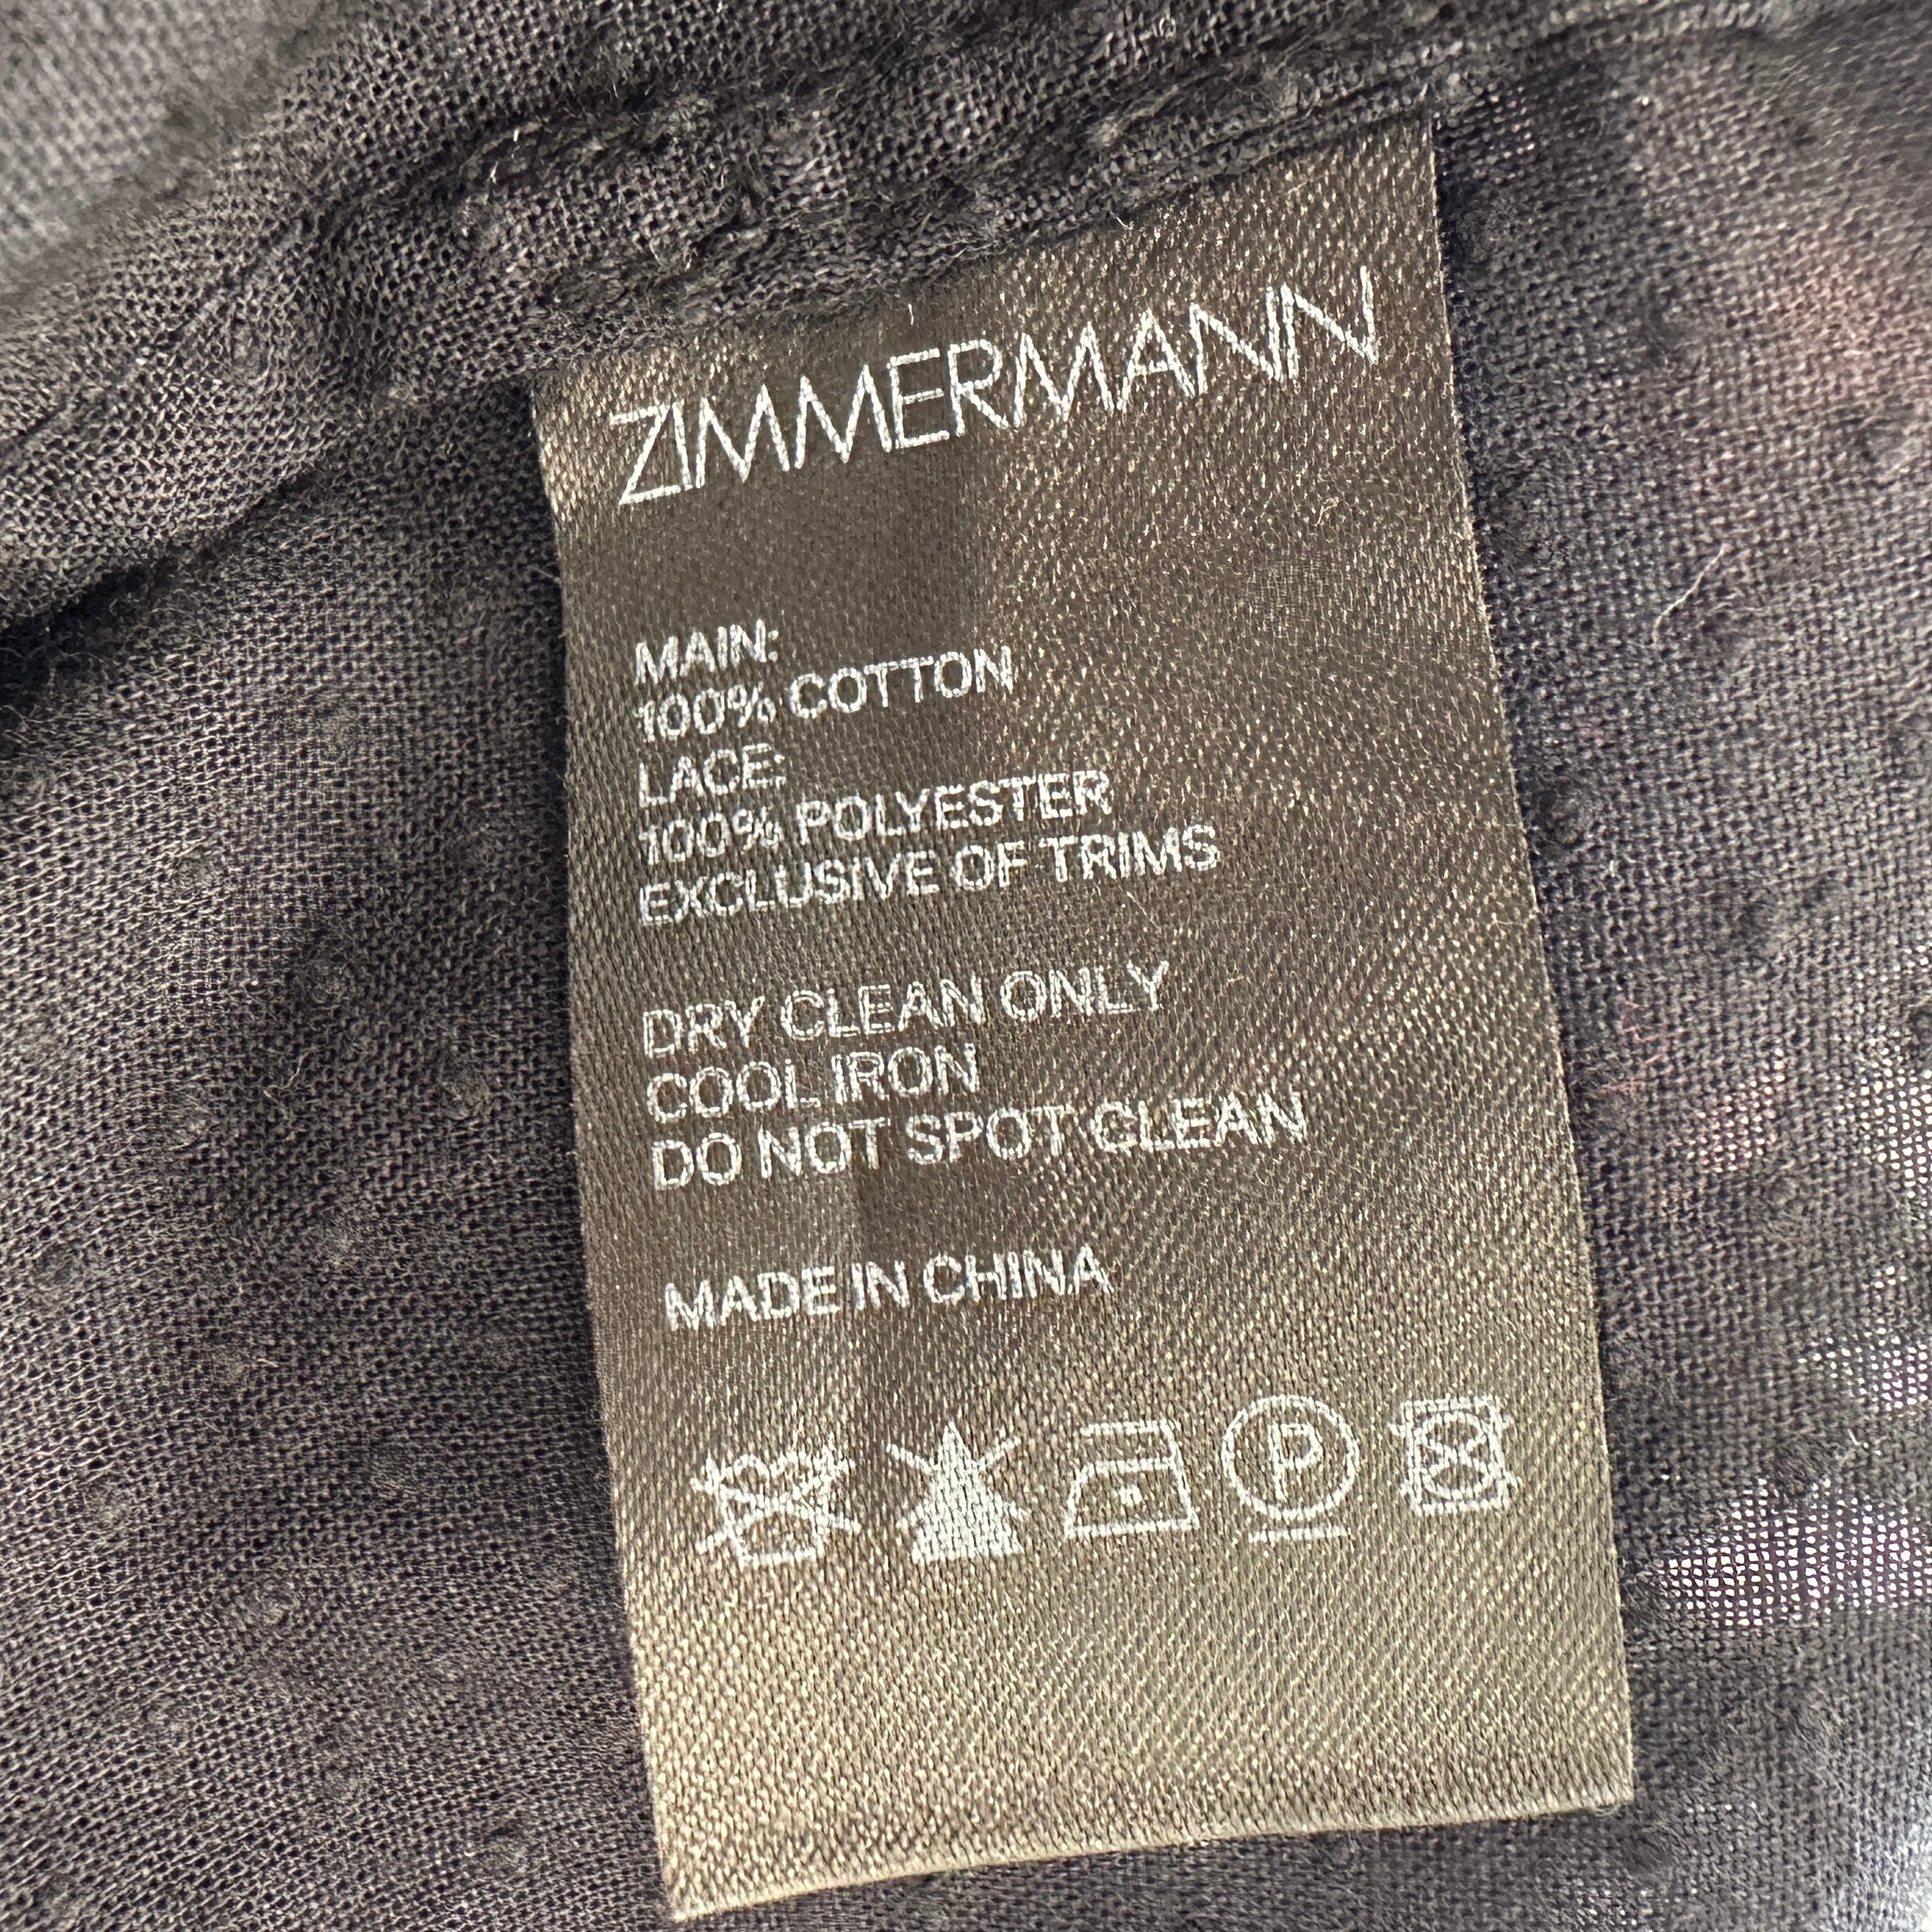 ZIMMERMANN
MAIN:
100% COTTON
LACE:
100% POLYESTER
EXCLUSIVE OF TRIMS
DRY CLEAN ONLY
COOL IRON
DO NOT SPOT CLEAN
MADE IN CHINA
P